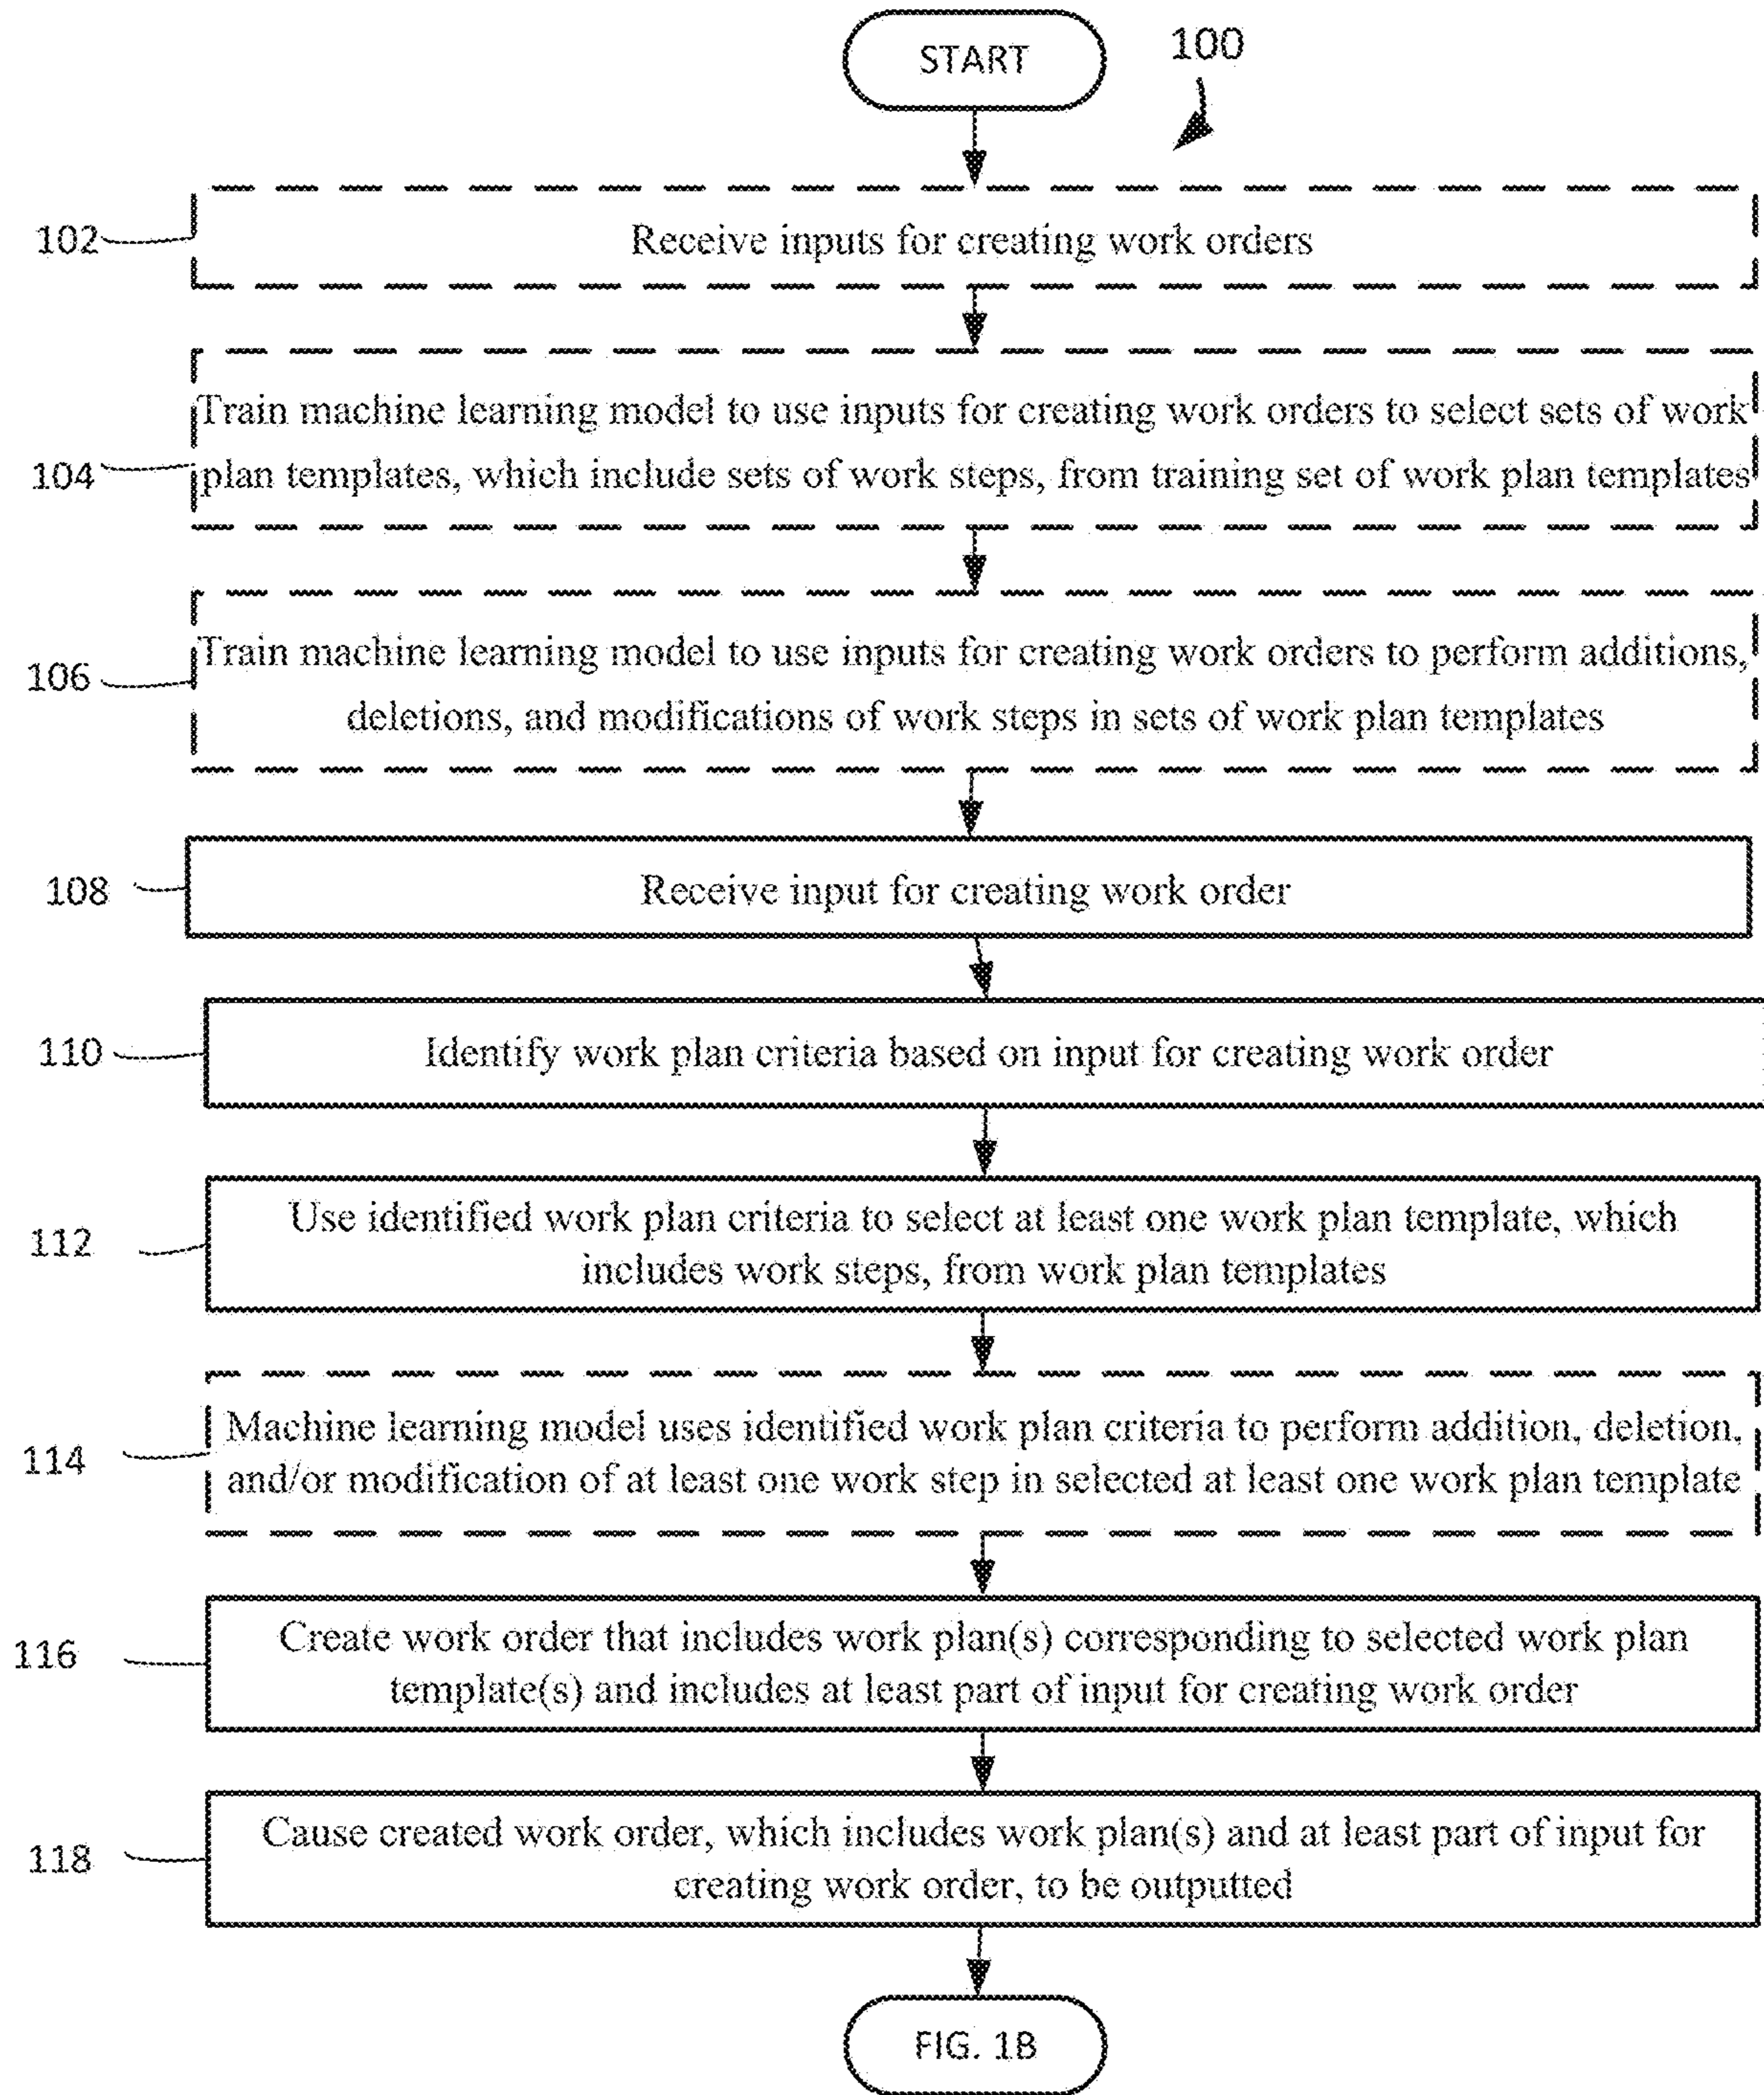 START
100
102
Receive inputs for creating work orders
Train machine learning model to use inputs for creating work orders to select sets of work
104
plan templates, which include sets of work steps, from training set of work plan templates
106
Train machine learning model to use inputs for creating work orders to perform additions,
deletions, and modifications of work steps in sets of work plan templates
108
Receive input for creating work order
110
Identify work plan criteria based on input for creating work order
112
Use identified work plan criteria to select at least one work plan template, which
includes work steps, from work plan templates
114
Machine learning model uses identified work plan criteria to perform addition, deletion,
and/or modification of at least one work step in selected at least one work plan template
116
Create work order that includes work plan(s) corresponding to selected work plan
template(s) and includes at least part of input for creating work order
118
Cause created work order, which includes work plan(s) and at least part of input for
creating work order, to be outputted
FIG. 1B